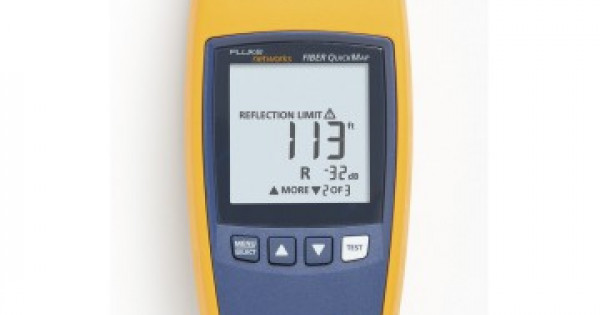 FLUKE networks FIBER QUICKMAP
REFLECTION LIMIT ⚠
113 ft
R -32 dB
▲ MORE ▼ 2 OF 3
MENU SELECT ▲ ▼ TEST